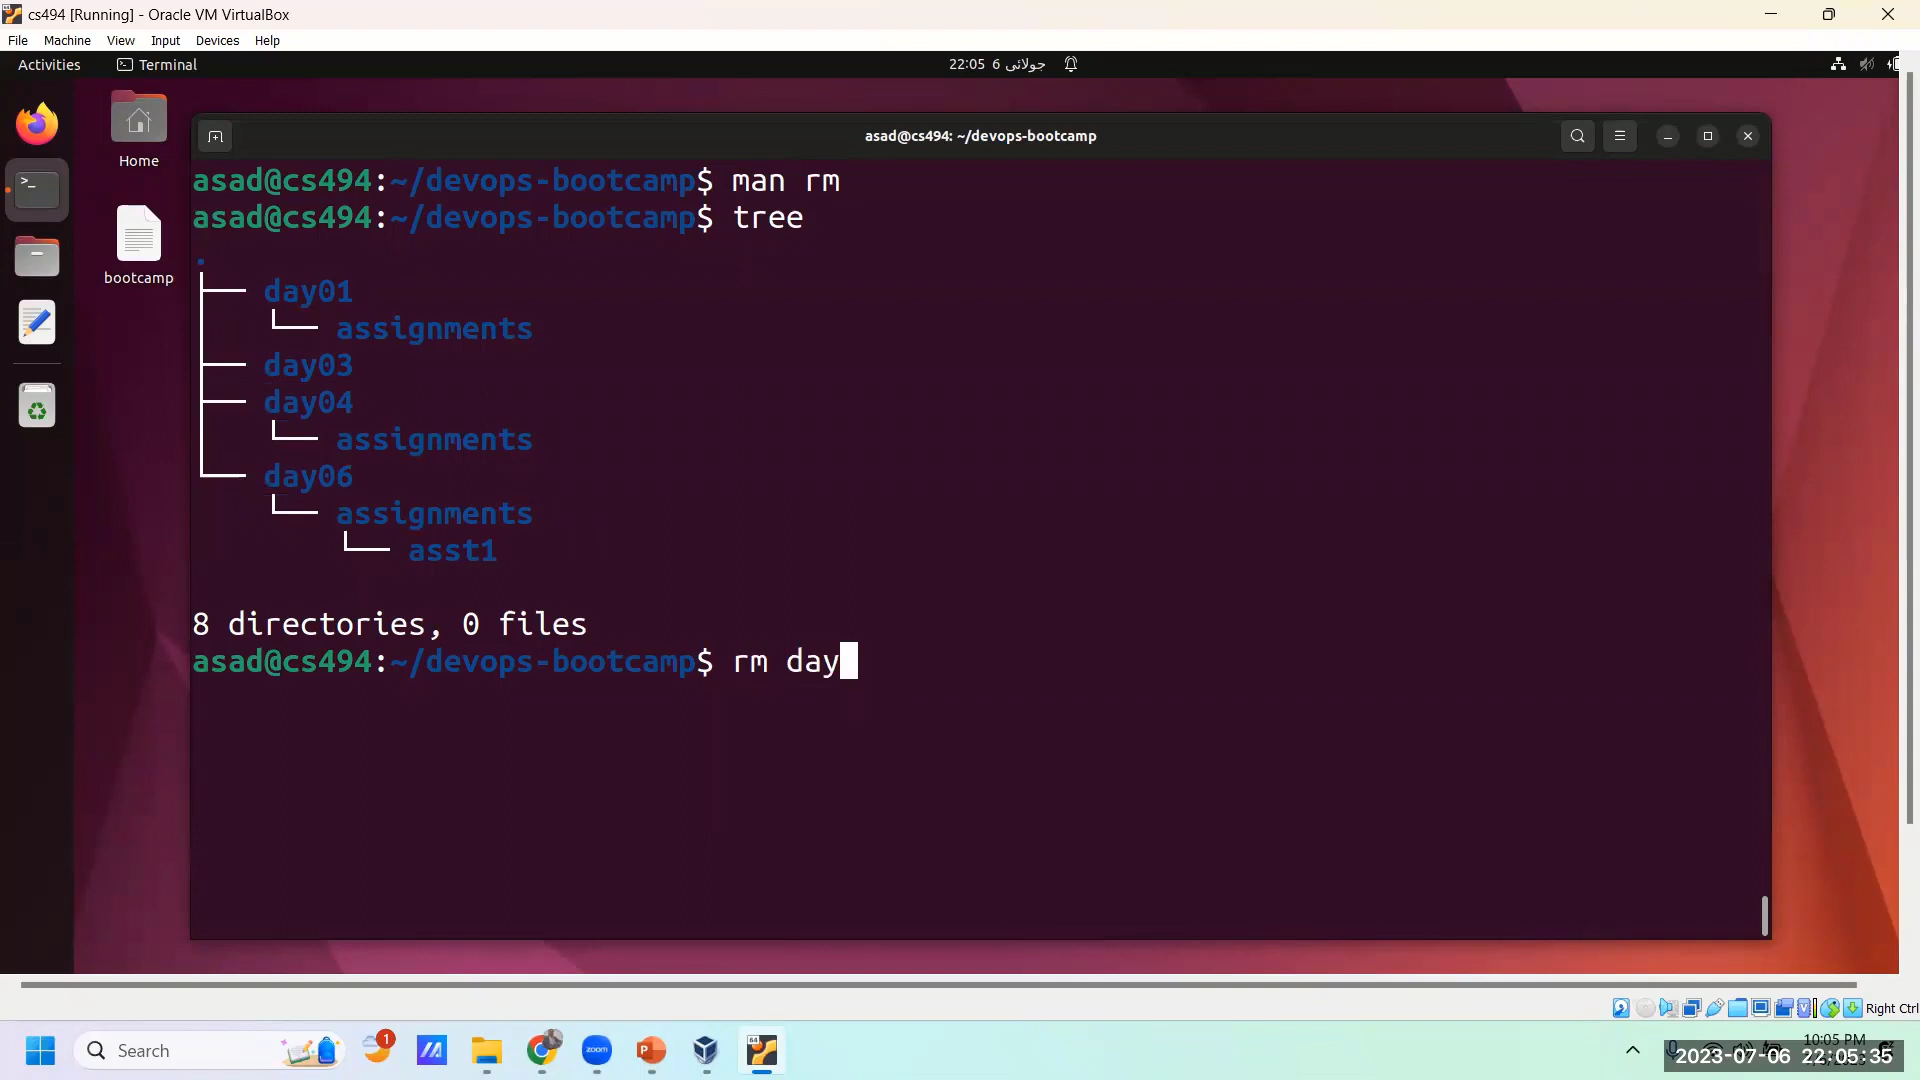 cs494 [Running] - Oracle VM VirtualBox
File Machine View Input Devices Help
Activities Terminal 22:05 6 جولائی
asad@cs494: ~/devops-bootcamp
Home
bootcamp
asad@cs494:~/devops-bootcamp$ man rm
asad@cs494:~/devops-bootcamp$ tree
.
├── day01
│   └── assignments
├── day03
├── day04
│   └── assignments
└── day06
    └── assignments
        └── asst1
8 directories, 0 files
asad@cs494:~/devops-bootcamp$ rm day
Right Ctrl
Search
1
zoom
64
10:05 PM
2023-07-06 22:05:35